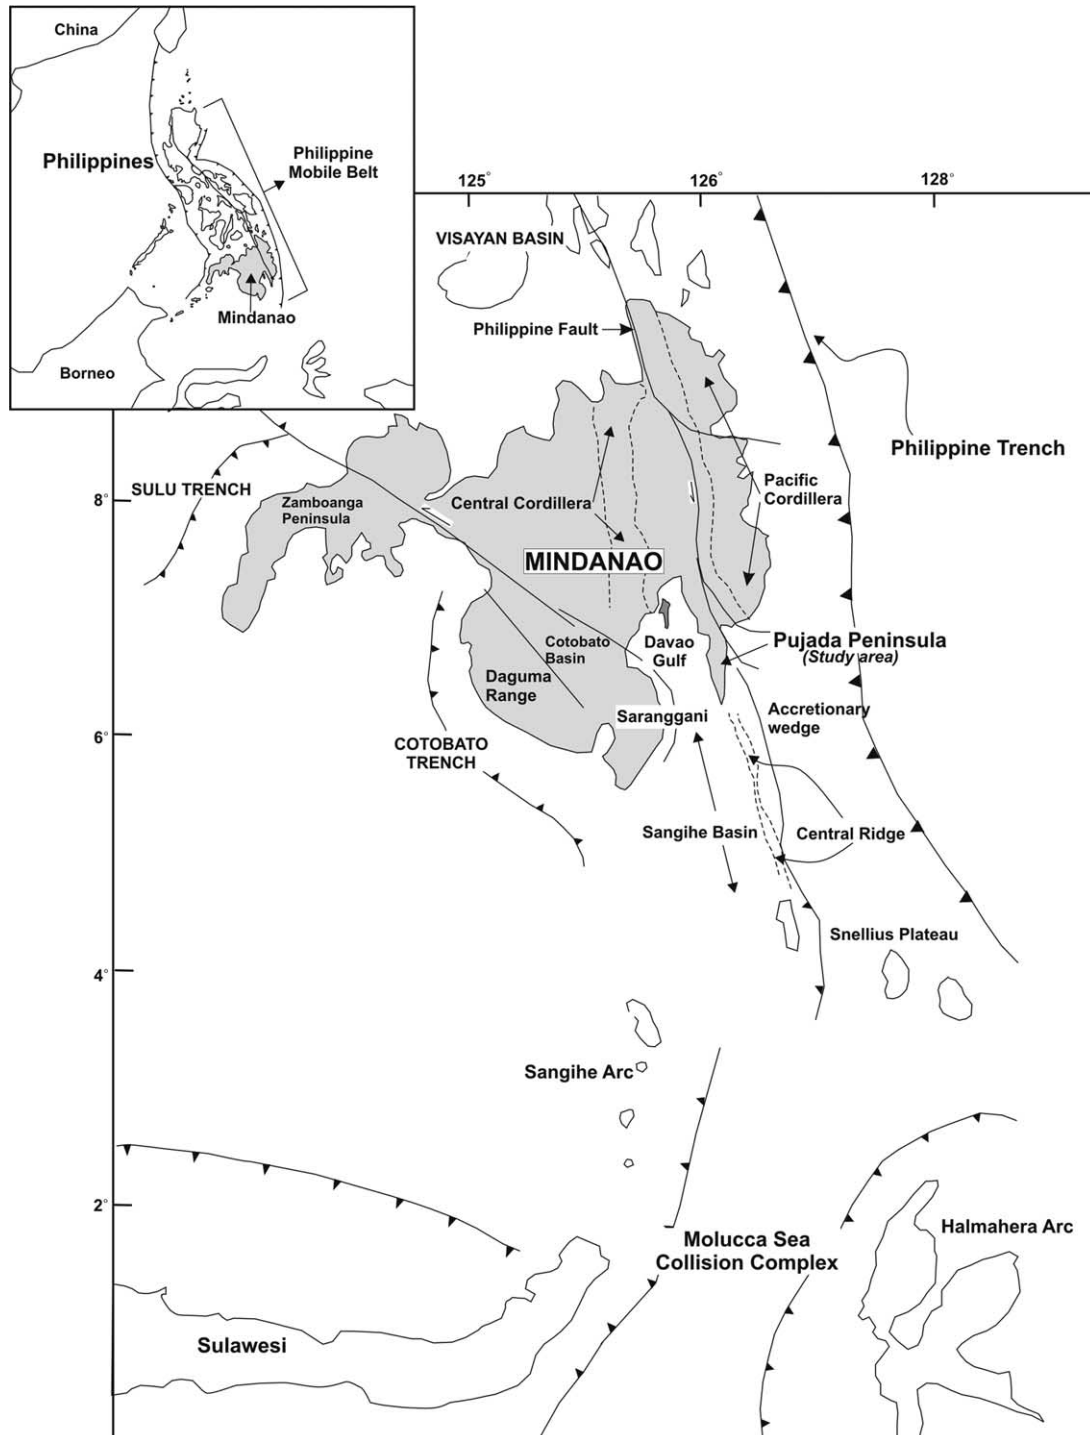 China
Philippines
Philippine
Mobile Belt
Mindanao
Borneo
125°
126°
128°
VISAYAN BASIN
Philippine Fault
Philippine Trench
SULU TRENCH
8°
Zamboanga
Peninsula
Central Cordillera
Pacific
Cordillera
MINDANAO
Cotobato
Basin
Davao
Gulf
Pujada Peninsula
(Study area)
Daguma
Range
Saranggani
Accretionary
wedge
6°
COTOBATO
TRENCH
Sangihe Basin
Central Ridge
Snellius Plateau
4°
Sangihe Arc
2°
Molucca Sea
Collision Complex
Halmahera Arc
Sulawesi